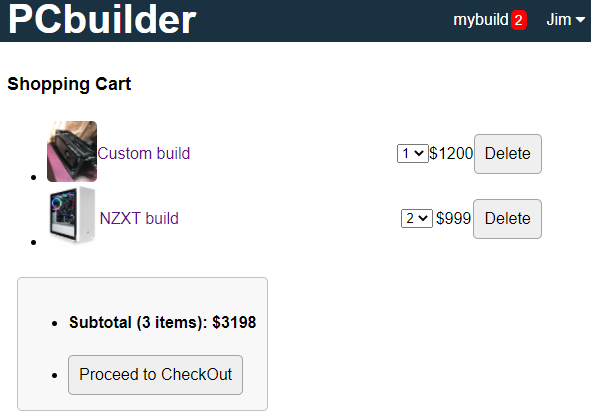 PCbuilder
mybuild 2 Jim
Shopping Cart
Custom build 1 $1200 Delete
NZXT build 2 $999 Delete
Subtotal (3 items): $3198
Proceed to CheckOut